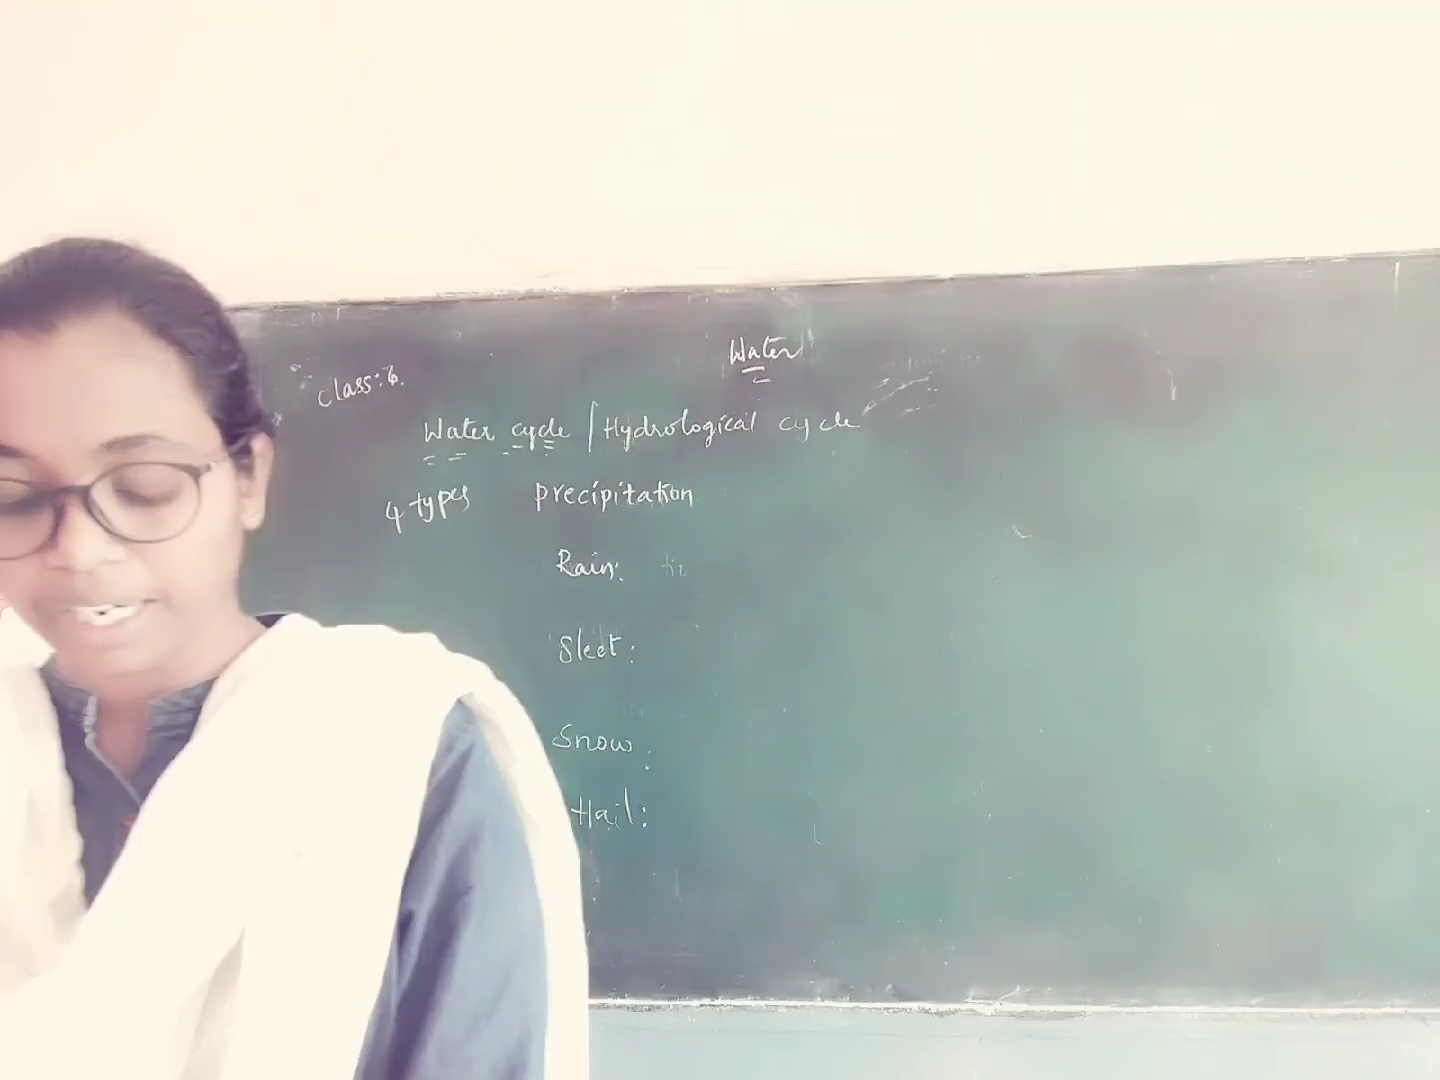 Water
class: 6.
Water cycle / Hydrological cycle
4 types precipitation
Rain:
Sleet:
Snow:
Hail: